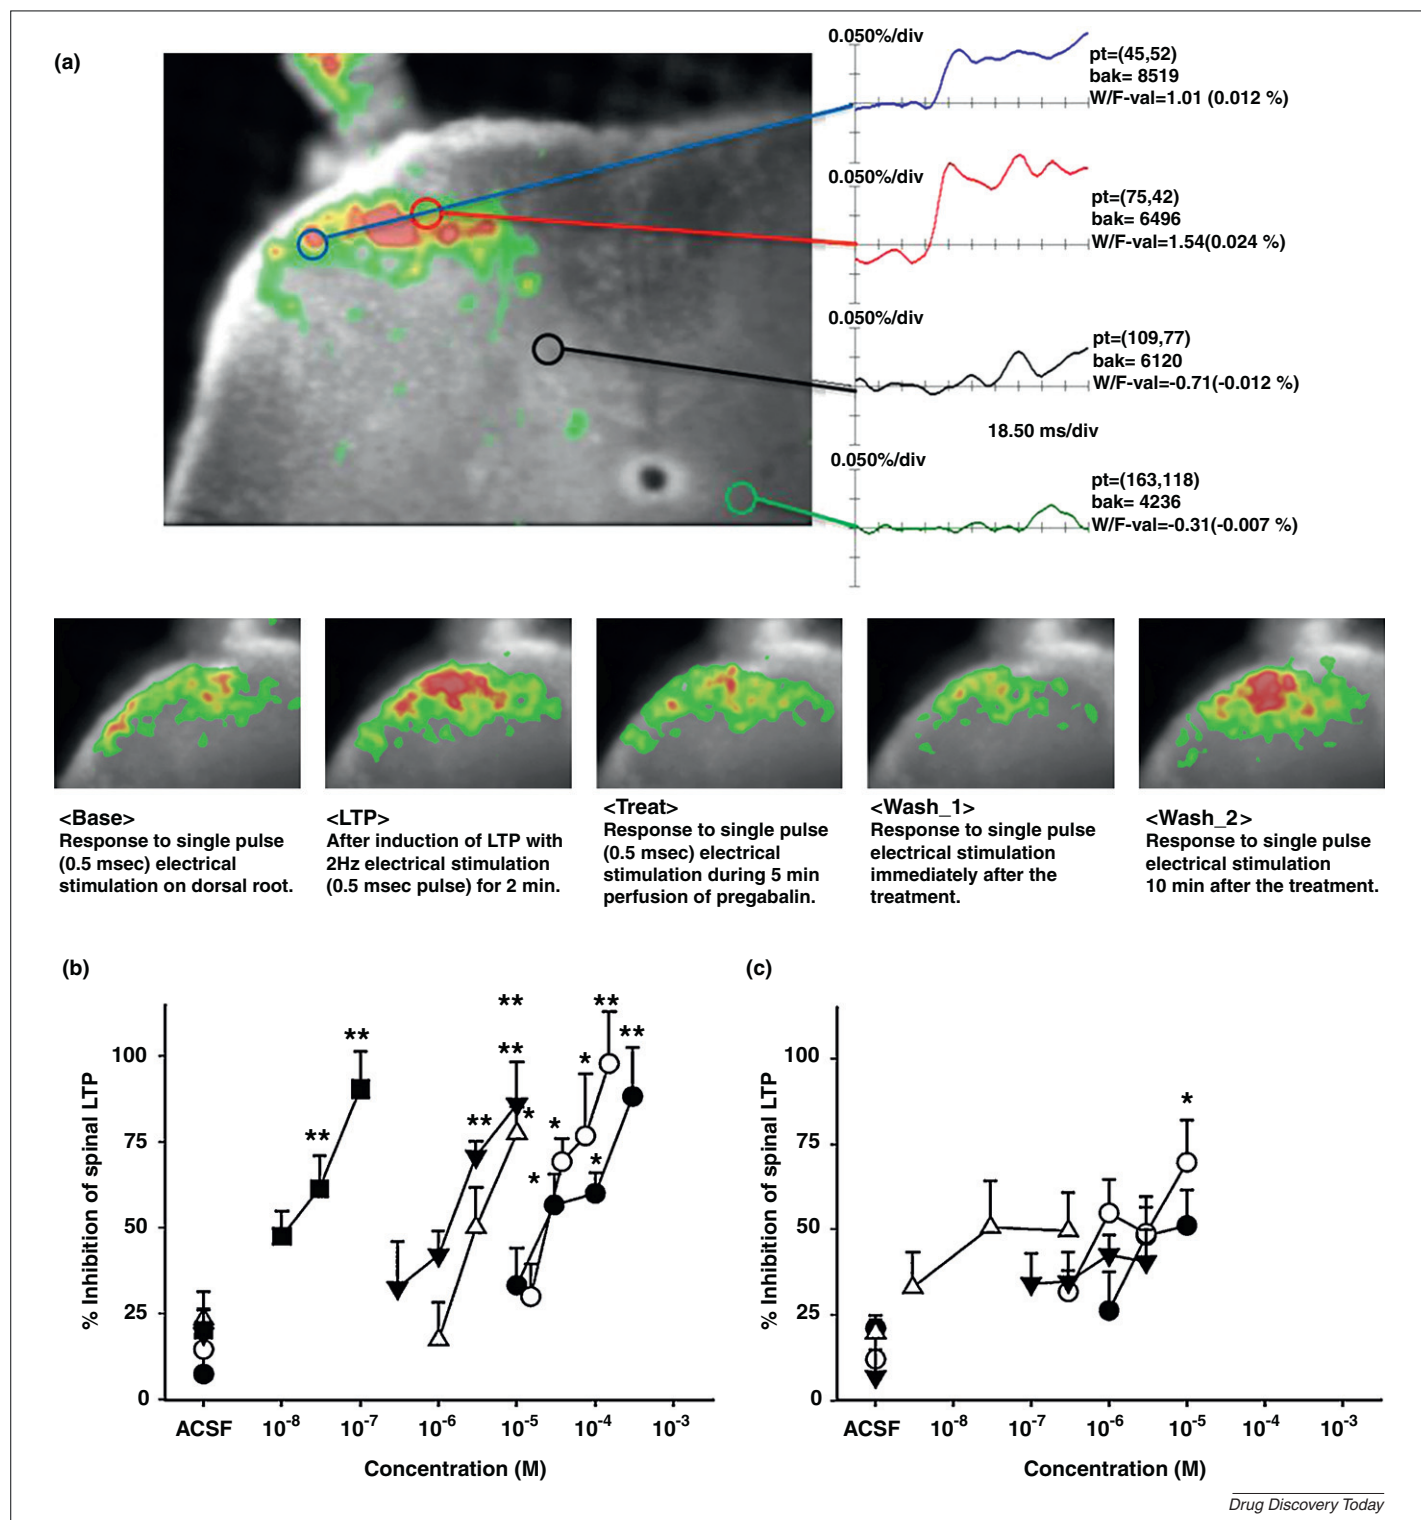 (a)
0.050%/div
pt=(45,52)
bak= 8519
W/F-val=1.01 (0.012 %)
0.050%/div
pt=(75,42)
bak= 6496
W/F-val=1.54(0.024 %)
0.050%/div
pt=(109,77)
bak= 6120
W/F-val=-0.71(-0.012 %)
18.50 ms/div
0.050%/div
pt=(163,118)
bak= 4236
W/F-val=-0.31(-0.007 %)
<Base>
Response to single pulse
(0.5 msec) electrical
stimulation on dorsal root.
<LTP>
After induction of LTP with
2Hz electrical stimulation
(0.5 msec pulse) for 2 min.
<Treat>
Response to single pulse
(0.5 msec) electrical
stimulation during 5 min
perfusion of pregabalin.
<Wash_1>
Response to single pulse
electrical stimulation
immediately after the
treatment.
<Wash_2>
Response to single pulse
electrical stimulation
10 min after the treatment.
(b)
% Inhibition of spinal LTP
100
75
50
25
0
** ** ** ** ** * * * * ** * **
ACSF 10⁻⁸ 10⁻⁷ 10⁻⁶ 10⁻⁵ 10⁻⁴ 10⁻³
Concentration (M)
(c)
% Inhibition of spinal LTP
100
75
50
25
0
*
ACSF 10⁻⁸ 10⁻⁷ 10⁻⁶ 10⁻⁵ 10⁻⁴ 10⁻³
Concentration (M)
Drug Discovery Today